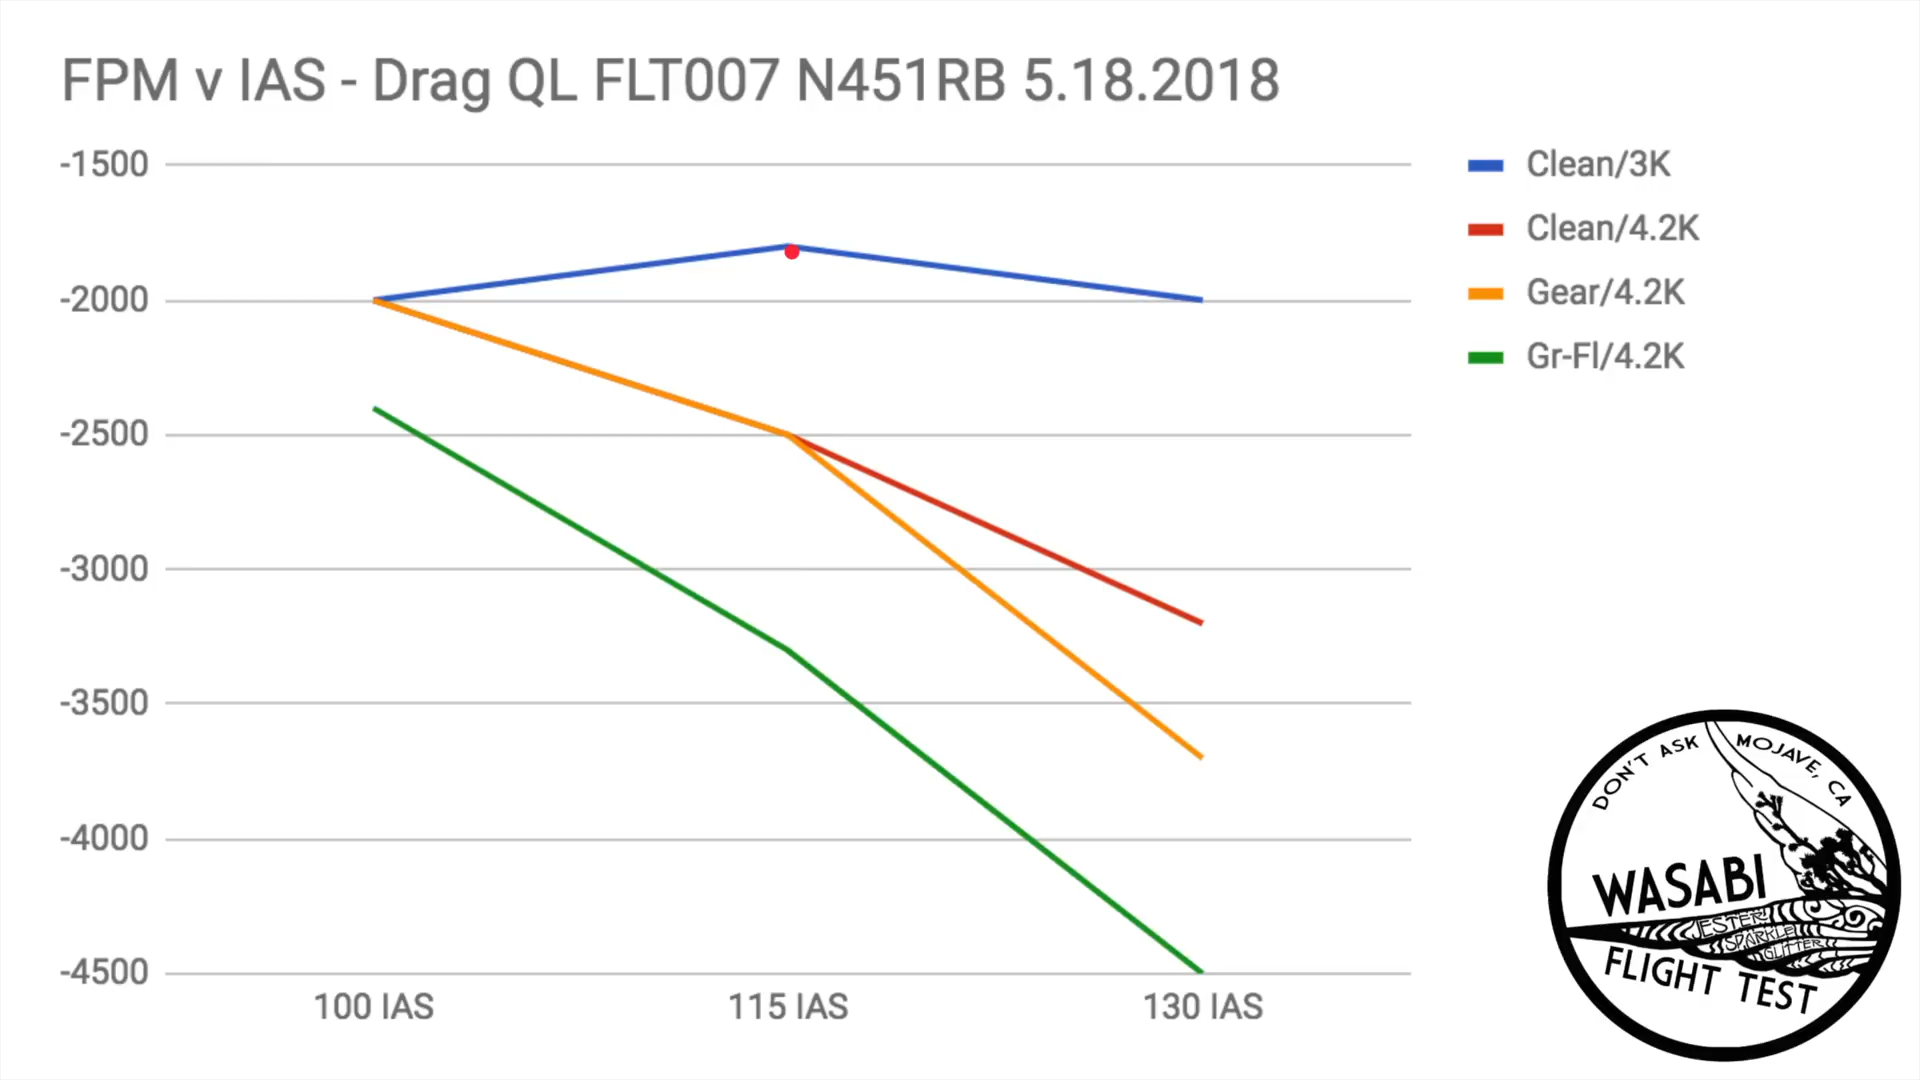 FPM v IAS - Drag QL FLT007 N451RB 5.18.2018
-1500
-2000
-2500
-3000
-3500
-4000
-4500
100 IAS
115 IAS
130 IAS
Clean/3K
Clean/4.2K
Gear/4.2K
Gr-Fl/4.2K
DON'T ASK
MOJAVE, CA
WASABI
JESTER
SPARKLE
GLITTER
FLIGHT TEST